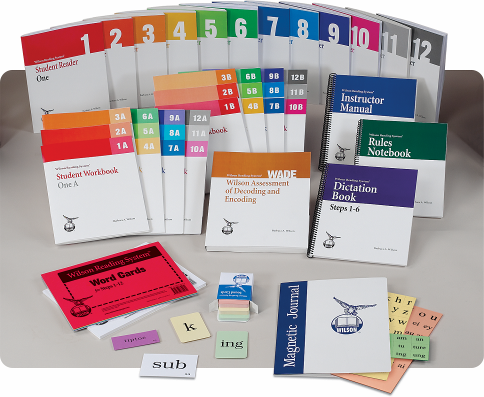 1
2
3
4
5
6
7
8
9
10
11
12
Wilson Reading System
Student Reader
One
3B
2B
1B
6B
5B
4B
9B
8B
7B
12B
11B
10B
3A
2A
1A
6A
5A
4A
9A
8A
7A
12A
11A
10A
Wilson Reading System
Student Workbook
One A
WADE
Wilson Assessment
of Decoding and
Encoding
Wilson Reading System
Instructor
Manual
Wilson Reading System
Rules
Notebook
Wilson Reading System
Dictation
Book
Steps 1-6
Wilson Reading System
Word Cards
Steps 1-12
tiptoe
k
ing
sub
Magnetic Journal
WILSON
k h r
ou